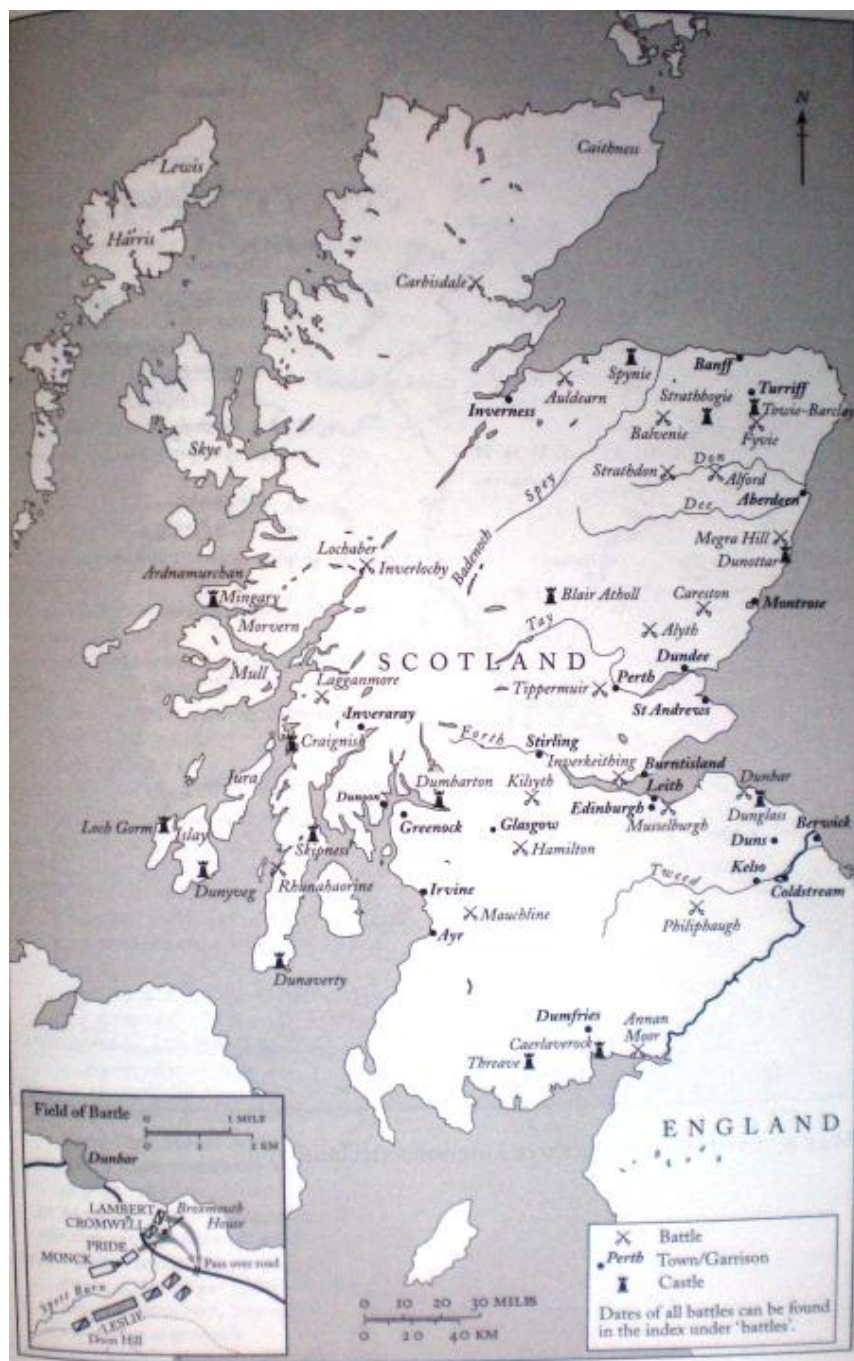 N
Caithness
Lewis
Harris
Carbisdale
Spynie
Banff
Turriff
Strathbogie
Towie-Barclay
Inverness
Auldearn
Balvenie
Fyvie
Skye
Don
Strathdon
Alford
Spey
Aberdeen
Dee
Lochaber
Inverlochy
Badenoch
Megra Hill
Dunottar
Ardnamurchan
Mingary
Blair Atholl
Careston
Montrose
Morvern
Tay
Alyth
SCOTLAND
Dundee
Mull
Lagganmore
Tippermuir
Perth
St Andrews
Inveraray
Craignish
Forth
Stirling
Inverkeithing
Burntisland
Jura
Dumbarton
Kilsyth
Leith
Dunbar
Dunoon
Edinburgh
Musselburgh
Dunglass
Loch Gorm
Islay
Greenock
Glasgow
Duns
Berwick
Skipness
Hamilton
Kelso
Dunyveg
Rhunahaorine
Irvine
Tweed
Coldstream
Mauchline
Philiphaugh
Ayr
Dunaverty
Dumfries
Annan
Moor
Caerlaverock
Threave
ENGLAND
Field of Battle
0 1 MILE
0 1 2 KM
Dunbar
LAMBERT
CROMWELL
Broxmouth
House
PRIDE
MONCK
Pass over road
Spott Burn
LESLIE
Doon Hill
0 10 20 30 MILES
0 20 40 KM
Battle
Perth Town/Garrison
Castle
Dates of all battles can be found
in the index under ‘battles’.